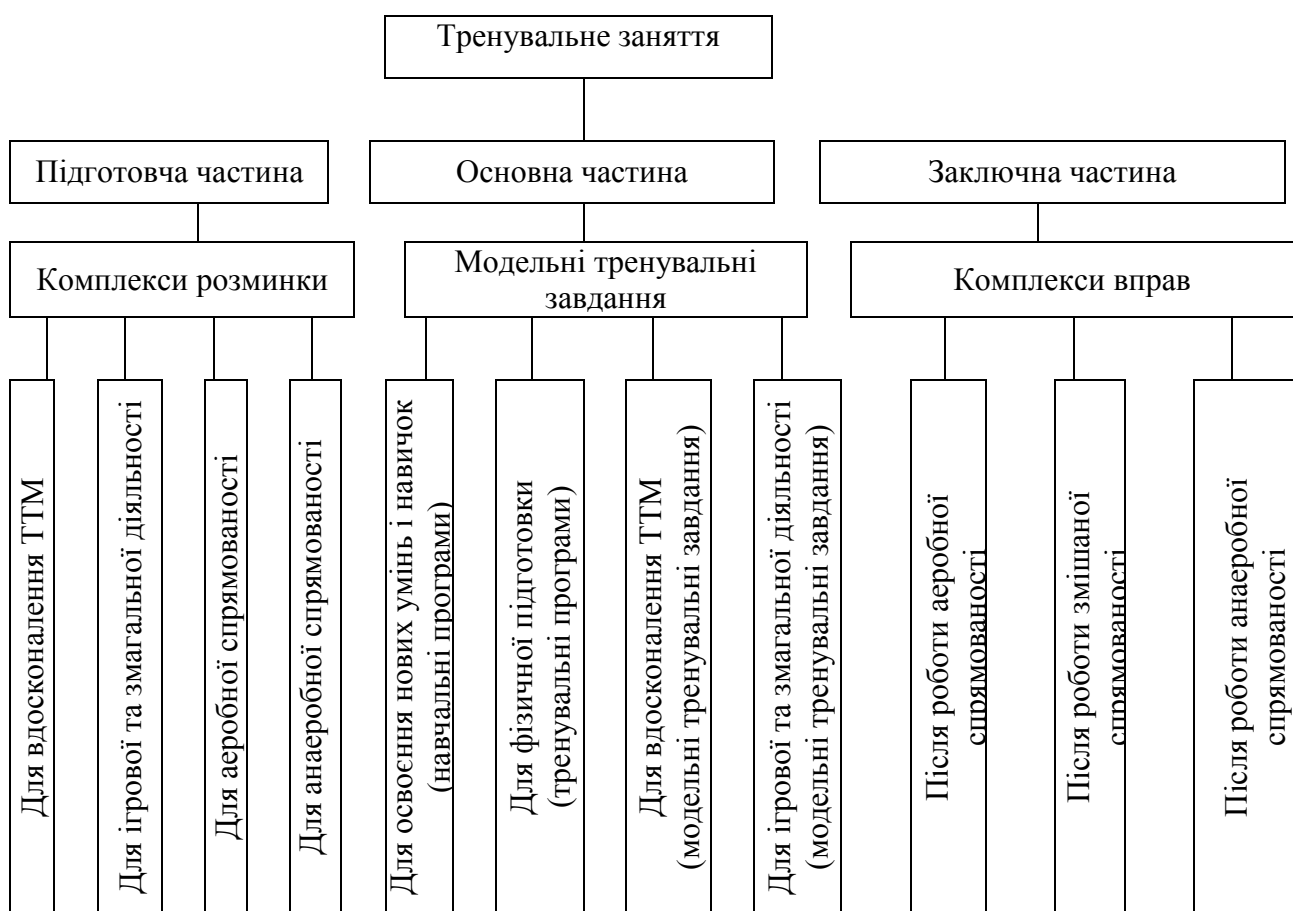 Тренувальне заняття
Підготовча частина
Основна частина
Заключна частина
Комплекси розминки
Модельні тренувальні
завдання
Комплекси вправ
Для вдосконалення ТТМ
Для ігрової та змагальної діяльності
Для аеробної спрямованості
Для анаеробної спрямованості
Для освоєння нових умінь і навичок
(навчальні програми)
Для фізичної підготовки
(тренувальні програми)
Для вдосконалення ТТМ
(модельні тренувальні завдання)
Для ігрової та змагальної діяльності
(модельні тренувальні завдання)
Після роботи аеробної
спрямованості
Після роботи змішаної
спрямованості
Після роботи анаеробної
спрямованості